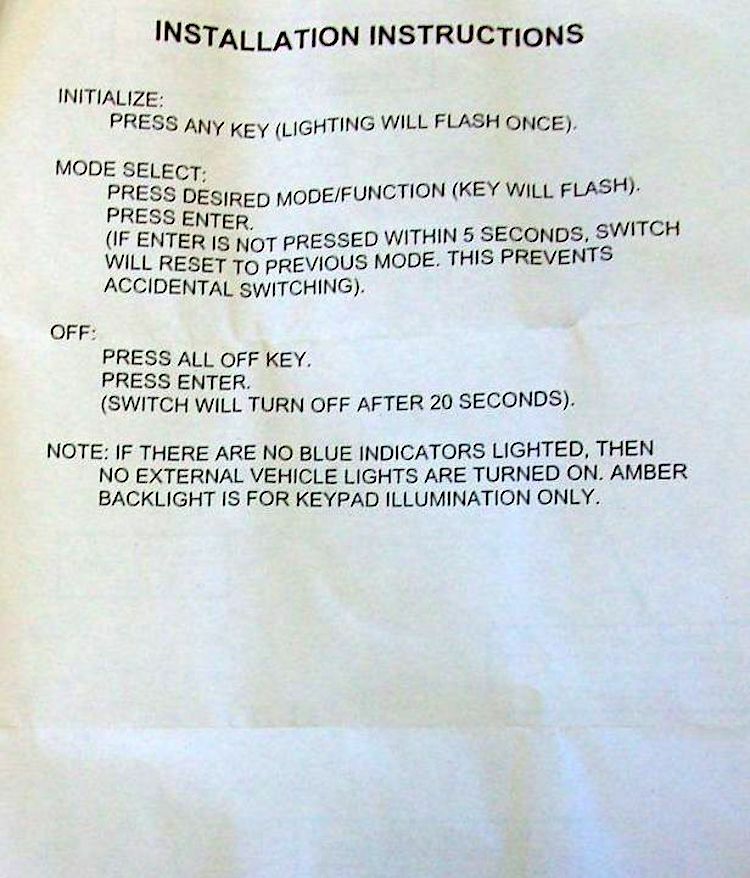 INSTALLATION INSTRUCTIONS
INITIALIZE:
PRESS ANY KEY (LIGHTING WILL FLASH ONCE).
MODE SELECT:
PRESS DESIRED MODE/FUNCTION (KEY WILL FLASH).
PRESS ENTER.
(IF ENTER IS NOT PRESSED WITHIN 5 SECONDS, SWITCH
WILL RESET TO PREVIOUS MODE. THIS PREVENTS
ACCIDENTAL SWITCHING).
OFF:
PRESS ALL OFF KEY.
PRESS ENTER.
(SWITCH WILL TURN OFF AFTER 20 SECONDS).
NOTE: IF THERE ARE NO BLUE INDICATORS LIGHTED, THEN
NO EXTERNAL VEHICLE LIGHTS ARE TURNED ON. AMBER
BACKLIGHT IS FOR KEYPAD ILLUMINATION ONLY.